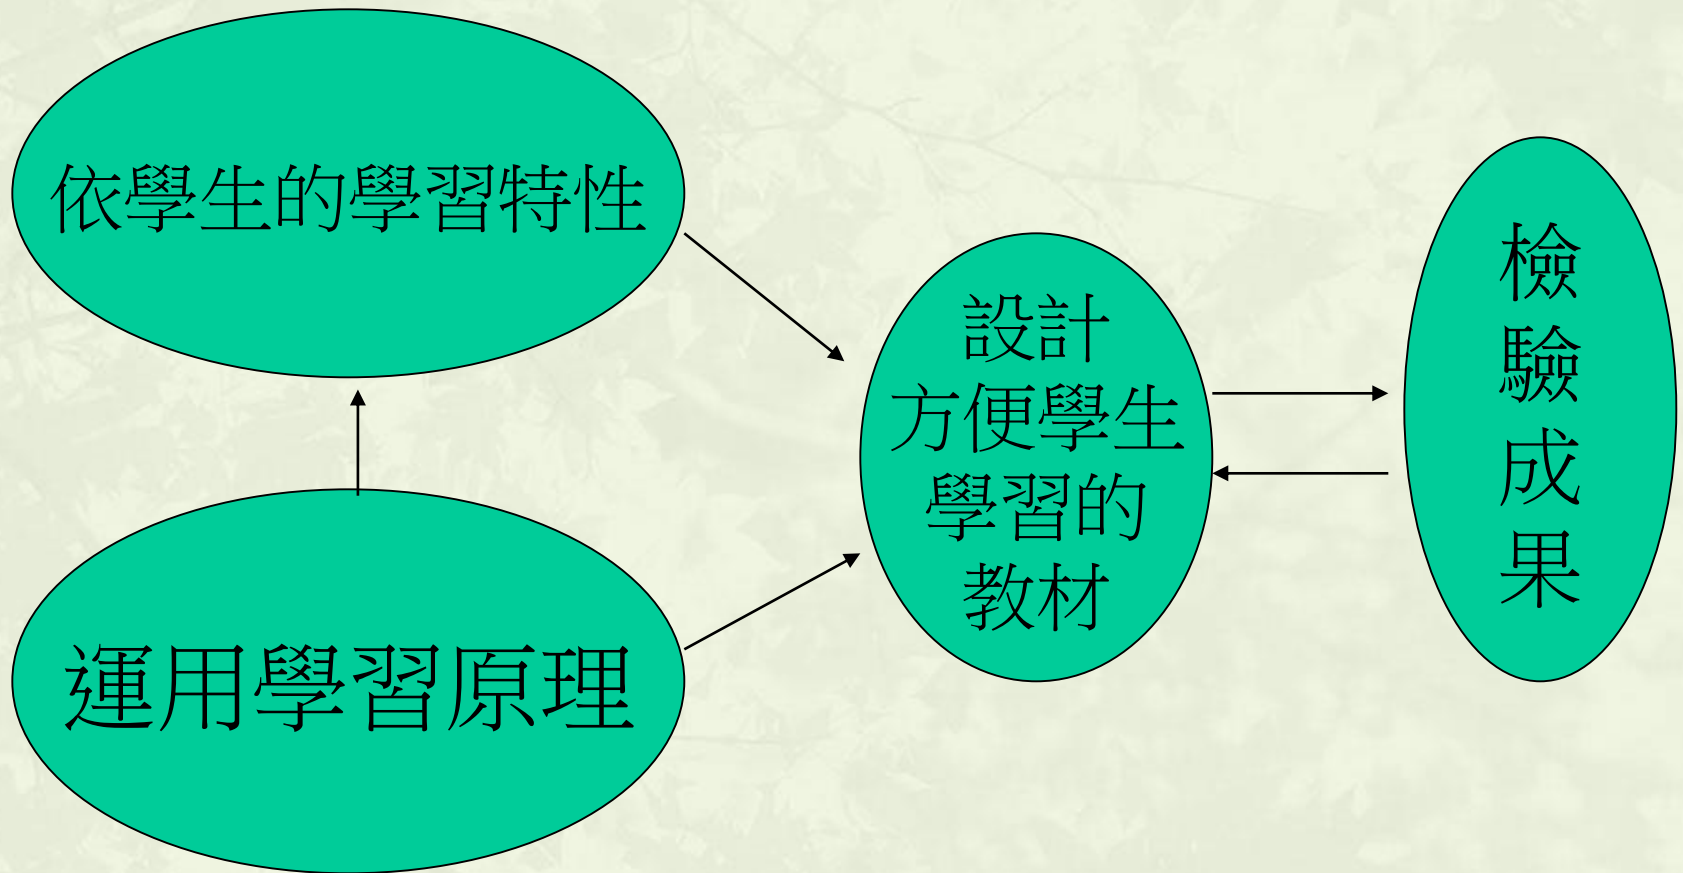 依學生的學習特性
運用學習原理
設計
方便學生
學習的
教材
檢
驗
成
果